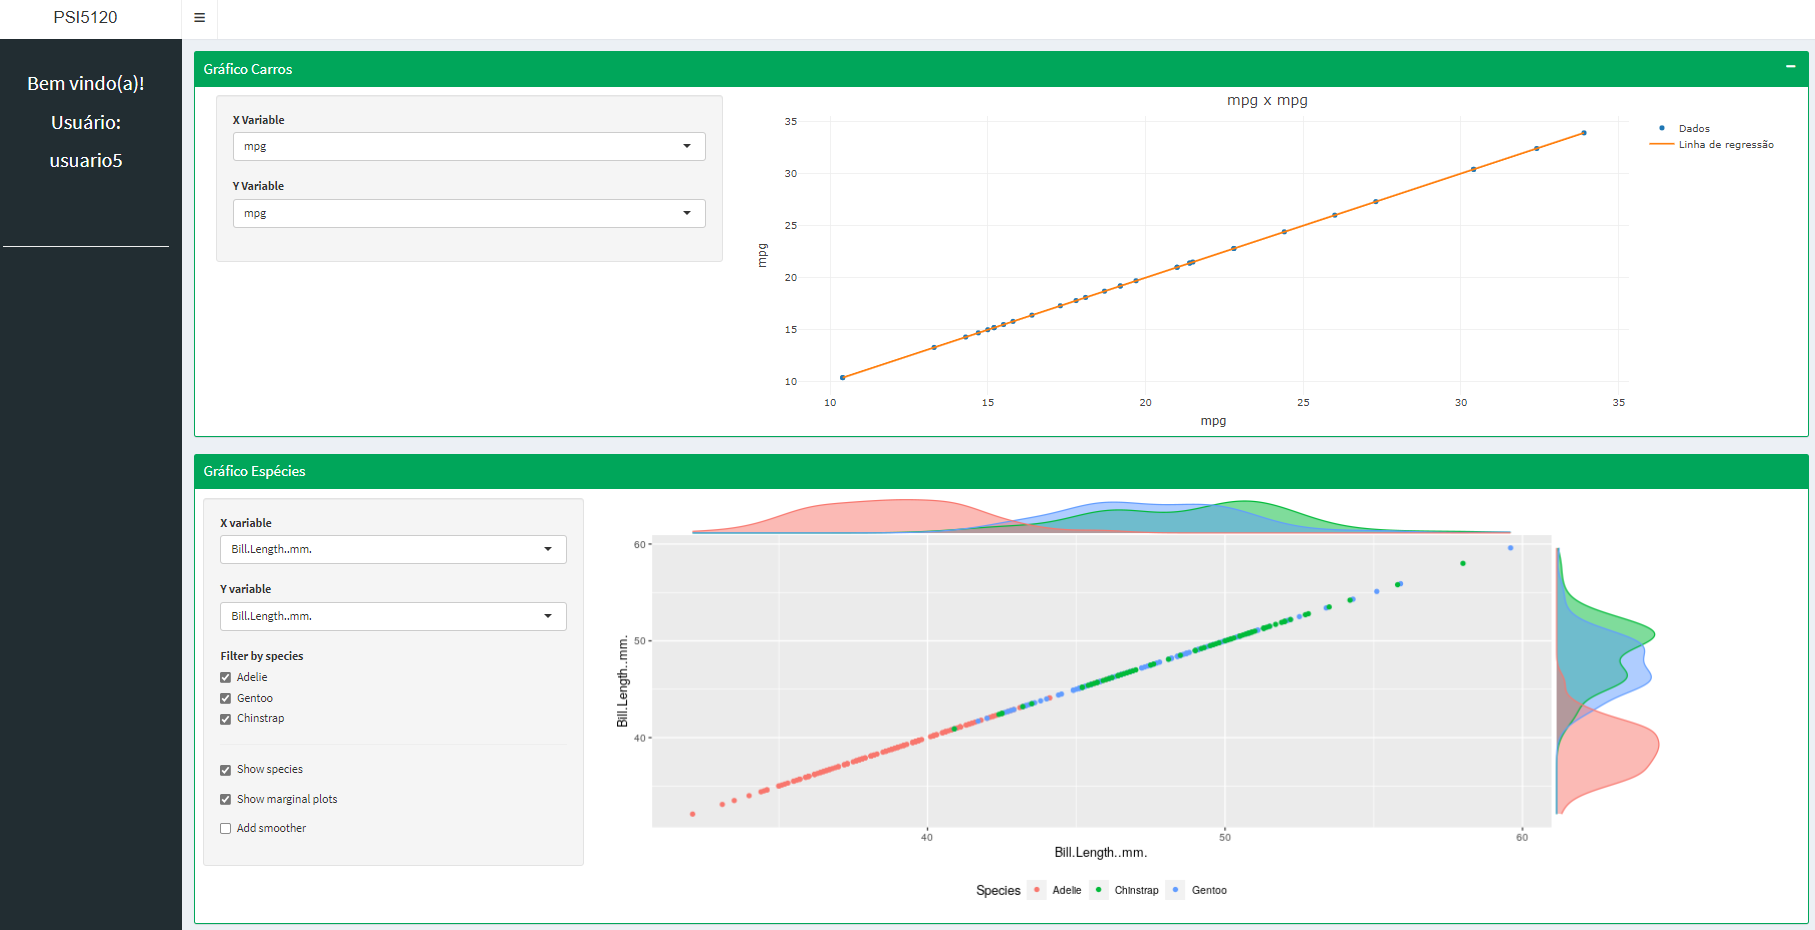 PSI5120
Bem vindo(a)!
Usuário:
usuario5
Gráfico Carros
X Variable
mpg
Y Variable
mpg
mpg x mpg
35
30
25
20
15
10
mpg
10 15 20 25 30 35
mpg
Dados
Linha de regressão
Gráfico Espécies
X variable
Bill.Length..mm.
Y variable
Bill.Length..mm.
Filter by species
Adelie
Gentoo
Chinstrap
Show species
Show marginal plots
Add smoother
60
50
40
Bill.Length..mm.
40 50 60
Bill.Length..mm.
Species Adelie Chinstrap Gentoo